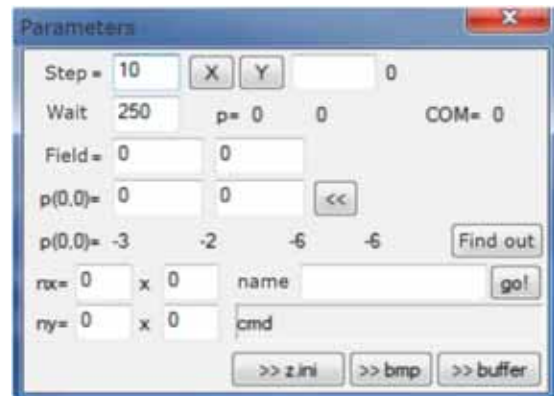 Parameters
Step = 10 X Y 0
Wait 250 p= 0 0 COM= 0
Field = 0 0
p(0,0)= 0 0 <<
p(0,0)= -3 -2 -6 -6 Find out
nx= 0 x 0 name go!
ny= 0 x 0 cmd
>> z.ini >> bmp >> buffer